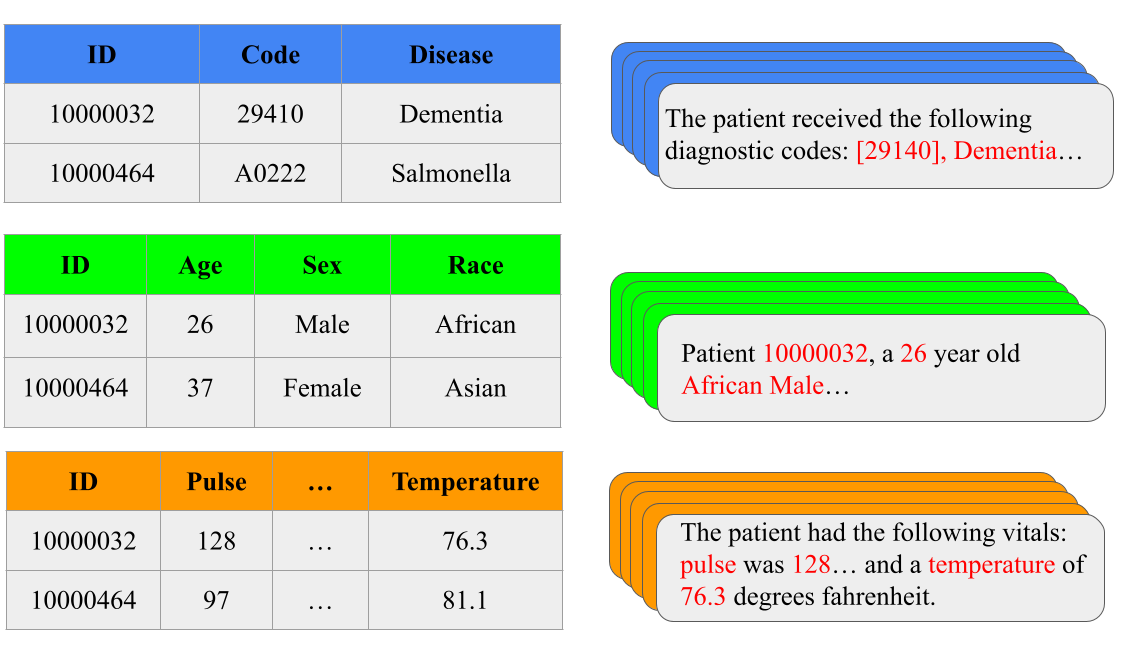 ID Code Disease
10000032 29410 Dementia
10000464 A0222 Salmonella
The patient received the following
diagnostic codes: [29140], Dementia…
ID Age Sex Race
10000032 26 Male African
10000464 37 Female Asian
Patient 10000032, a 26 year old
African Male…
ID Pulse … Temperature
10000032 128 … 76.3
10000464 97 … 81.1
The patient had the following vitals:
pulse was 128… and a temperature of
76.3 degrees fahrenheit.